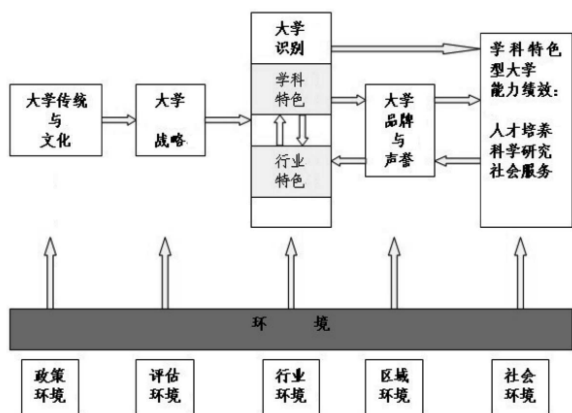 大学传统
与
文化
大学
战略
大学
识别
学科
特色
行业
特色
大学
品牌
与
声誉
学科特色
型大学
能力绩效：
人才培养
科学研究
社会服务
环 境
政策
环境
评估
环境
行业
环境
区域
环境
社会
环境